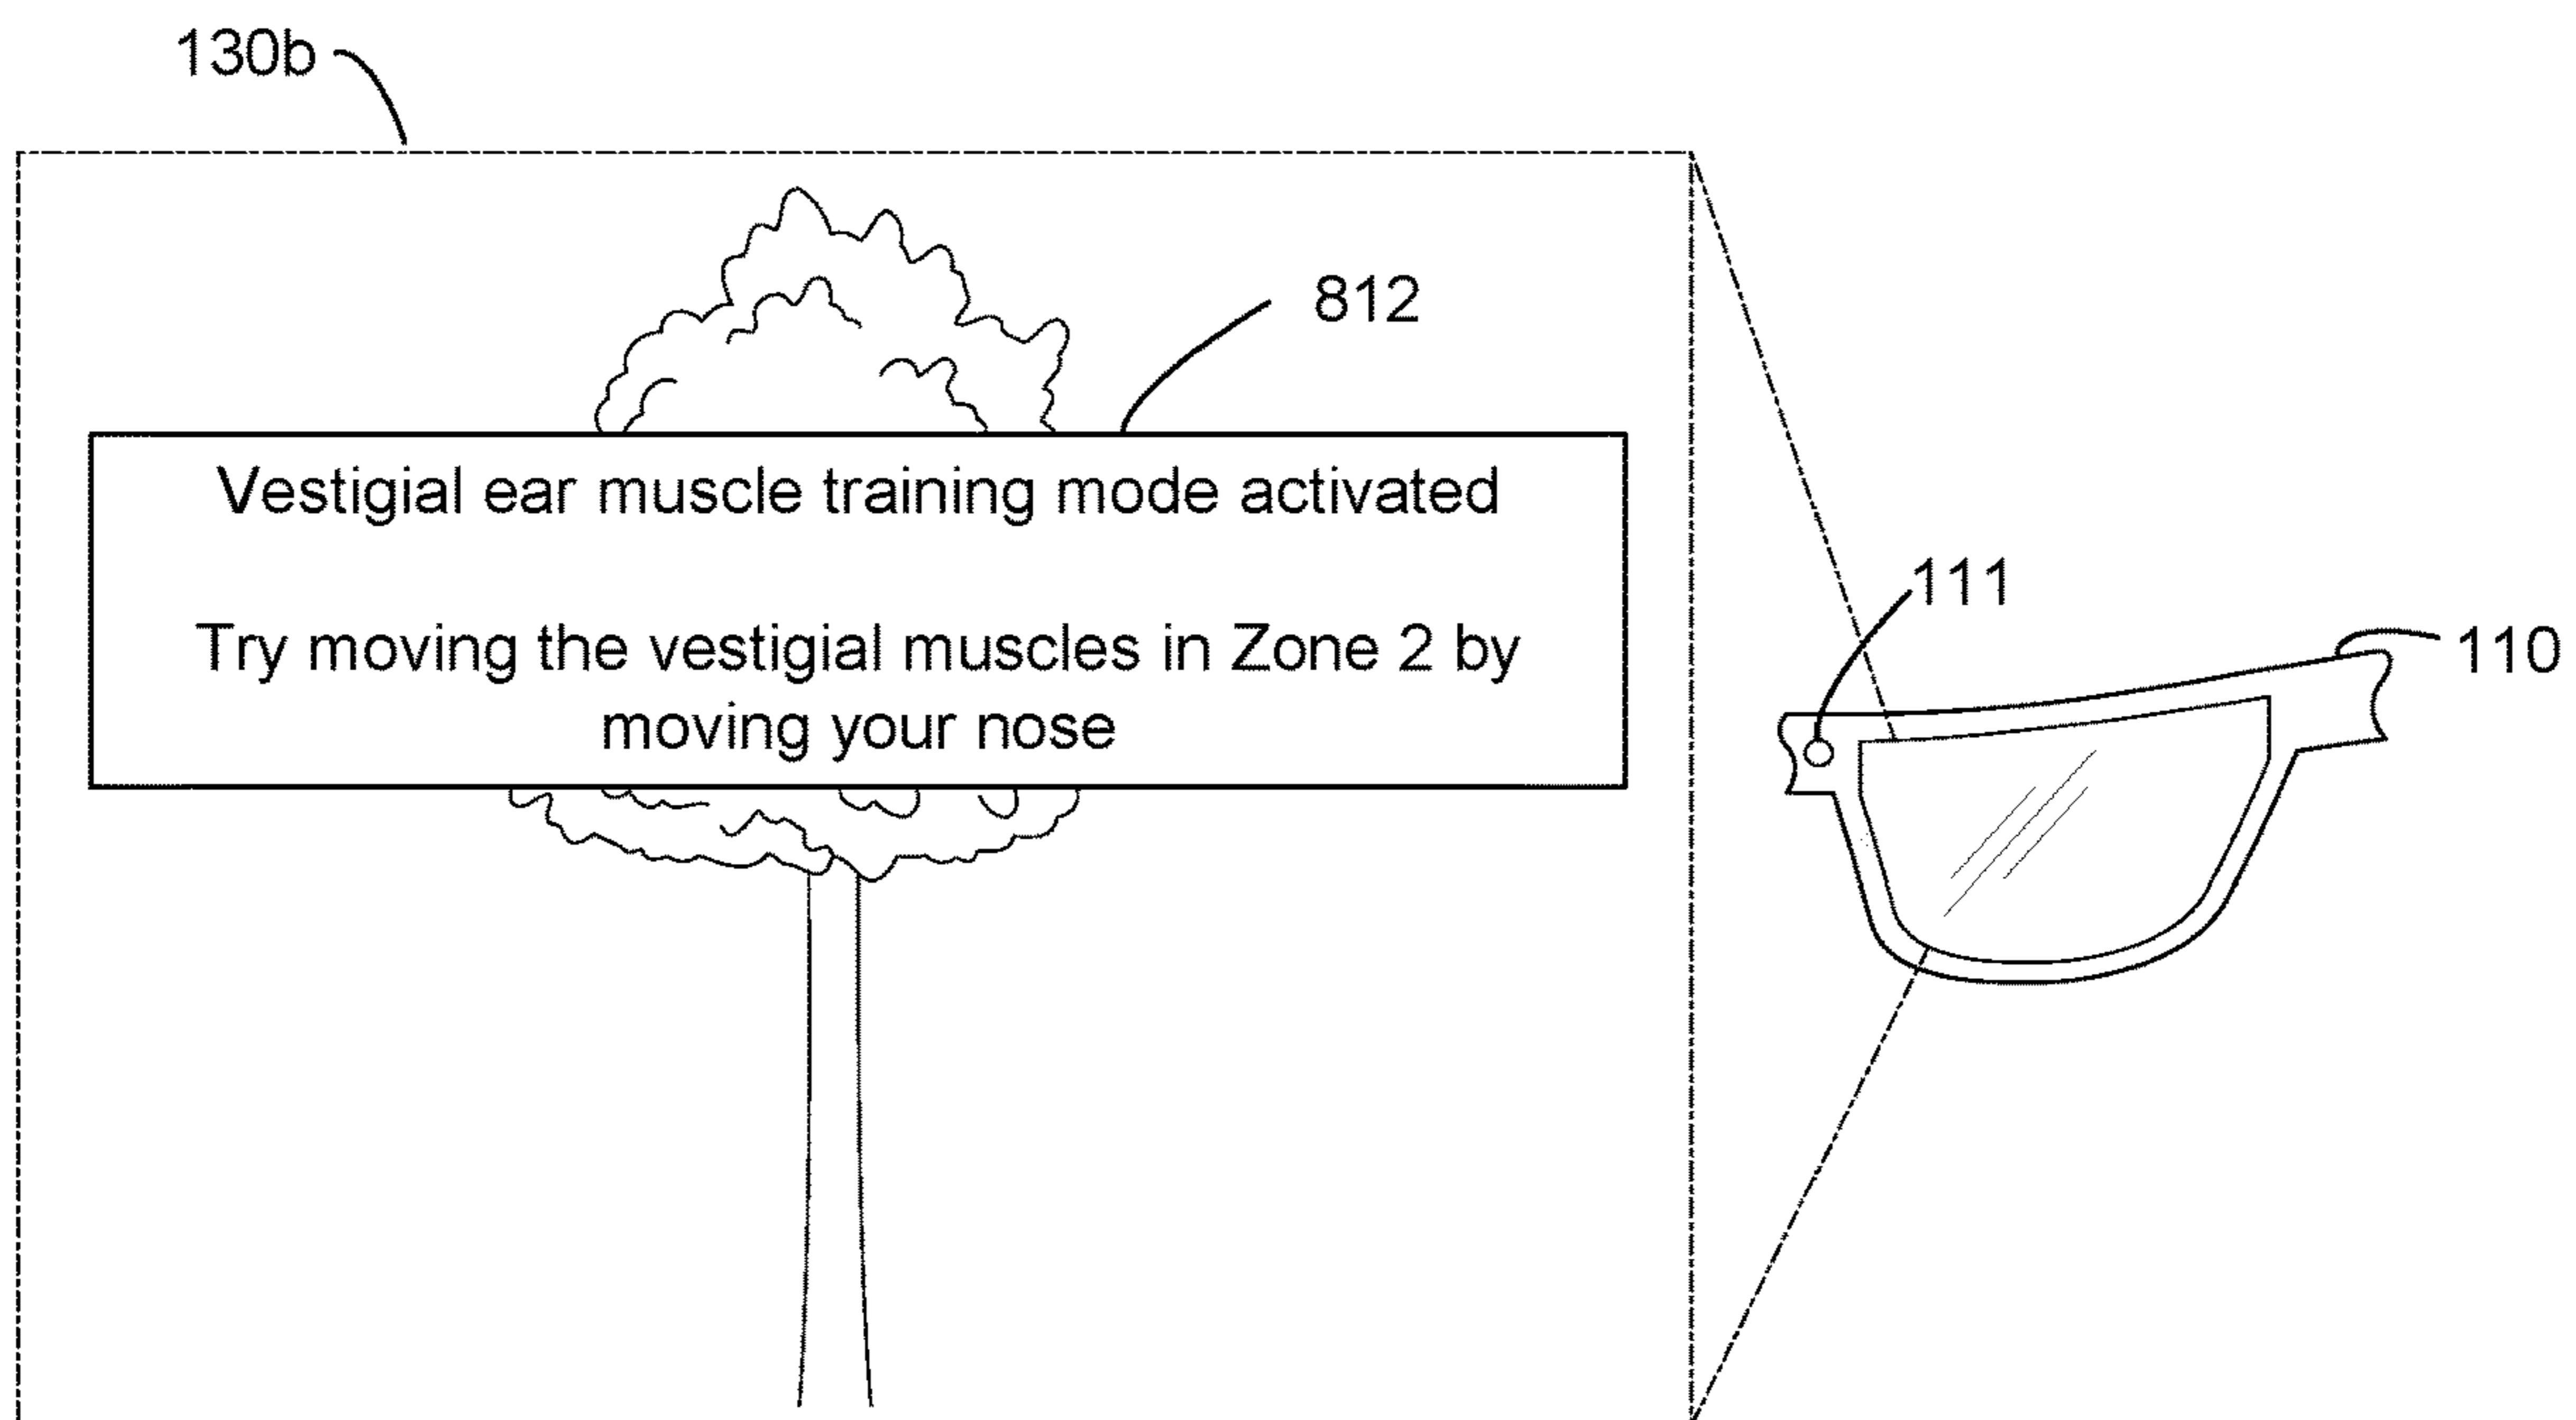 130b
812
Vestigial ear muscle training mode activated
Try moving the vestigial muscles in Zone 2 by
moving your nose
111
110